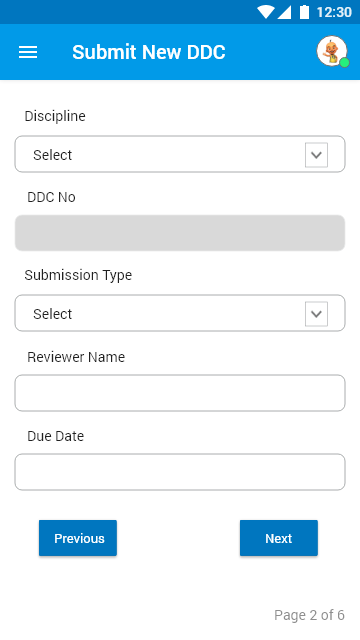 12:30
Submit New DDC
Discipline
Select
DDC No
Submission Type
Select
Reviewer Name
Due Date
Previous Next
Page 2 of 6